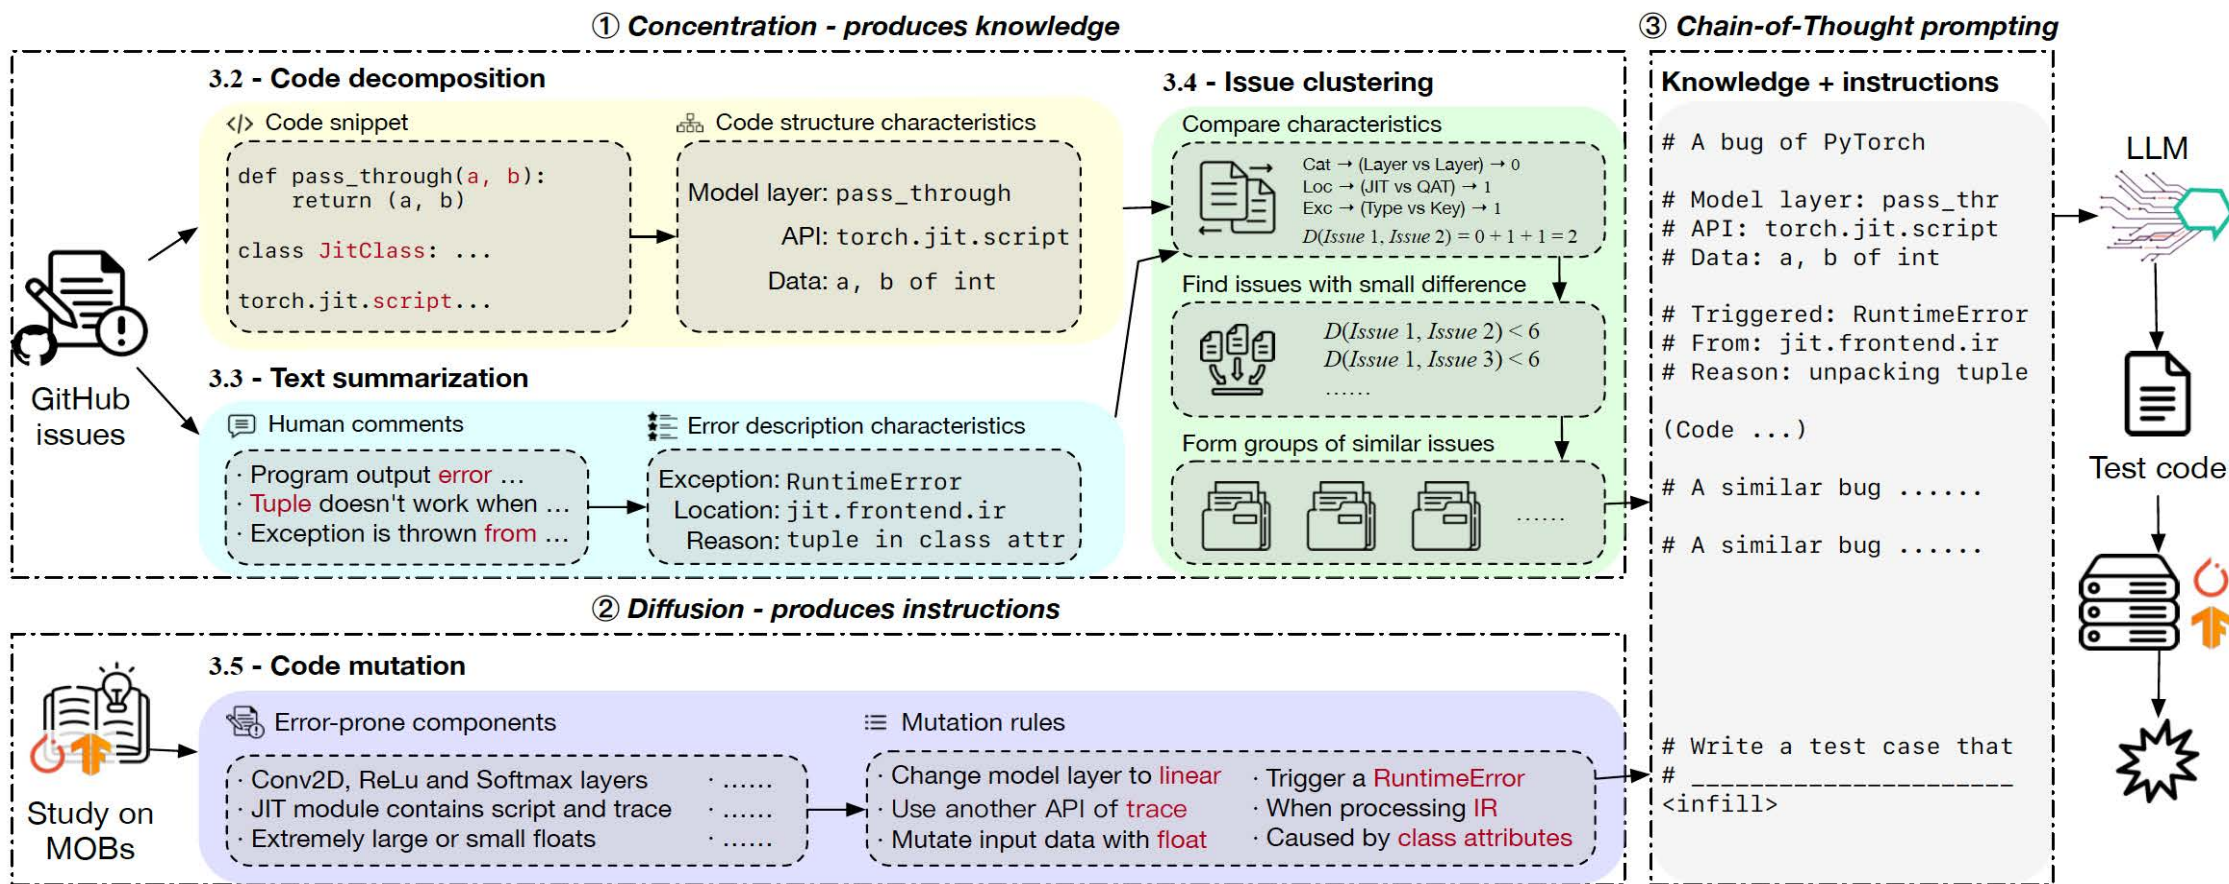 ① Concentration - produces knowledge
3.2 - Code decomposition
</> Code snippet
def pass_through(a, b):
return (a, b)
class JitClass: ...
torch.jit.script...
Code structure characteristics
Model layer: pass_through
API: torch.jit.script
Data: a, b of int
GitHub
issues
3.3 - Text summarization
Human comments
· Program output error ...
· Tuple doesn't work when ...
· Exception is thrown from ...
Error description characteristics
Exception: RuntimeError
Location: jit.frontend.ir
Reason: tuple in class attr
3.4 - Issue clustering
Compare characteristics
Cat → (Layer vs Layer) → 0
Loc → (JIT vs QAT) → 1
Exc → (Type vs Key) → 1
D(Issue 1, Issue 2) = 0 + 1 + 1 = 2
Find issues with small difference
D(Issue 1, Issue 2) < 6
D(Issue 1, Issue 3) < 6
......
Form groups of similar issues
......
② Diffusion - produces instructions
Study on
MOBs
3.5 - Code mutation
Error-prone components
· Conv2D, ReLu and Softmax layers
· JIT module contains script and trace
· Extremely large or small floats
· ......
· ......
· ......
Mutation rules
· Change model layer to linear
· Use another API of trace
· Mutate input data with float
· Trigger a RuntimeError
· When processing IR
· Caused by class attributes
③ Chain-of-Thought prompting
Knowledge + instructions
# A bug of PyTorch
# Model layer: pass_thr
# API: torch.jit.script
# Data: a, b of int
# Triggered: RuntimeError
# From: jit.frontend.ir
# Reason: unpacking tuple
(Code ...)
# A similar bug ......
# A similar bug ......
# Write a test case that
# ______________________
<infill>
LLM
Test code